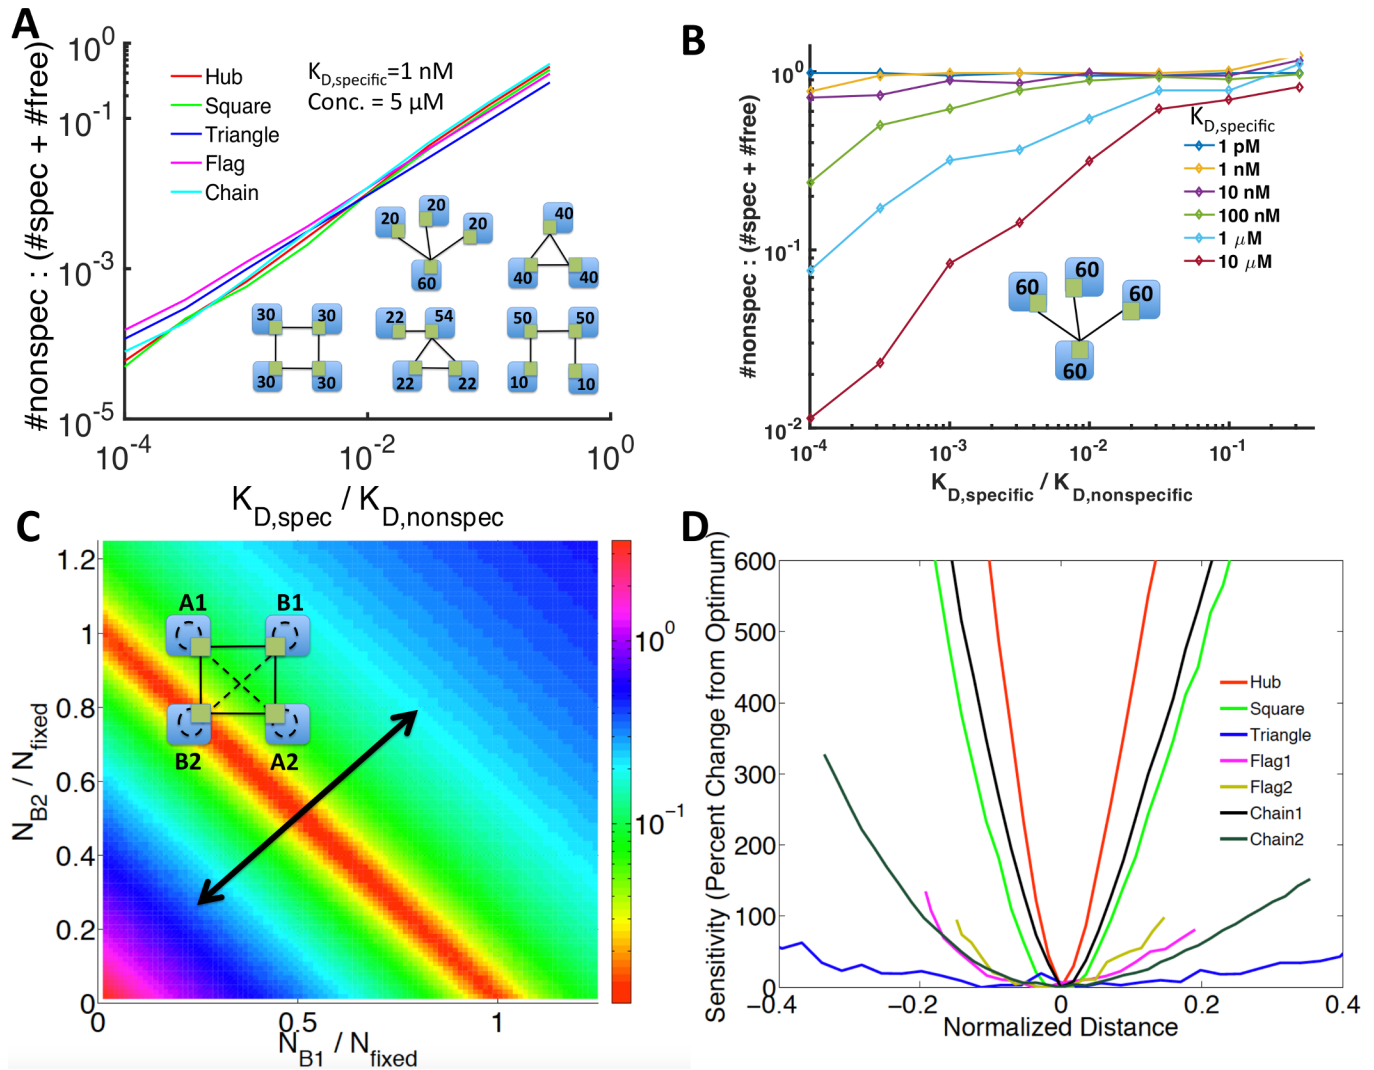 A
#nonspec : (#spec + #free)
10^0
10^-1
10^-3
10^-5
Hub
Square
Triangle
Flag
Chain
K_D,specific=1 nM
Conc. = 5 μM
20
20
20
60
40
40
40
30
30
30
30
22
54
22
22
50
50
10
10
10^-4
10^-2
10^0
K_D,spec / K_D,nonspec
B
#nonspec : (#spec + #free)
10^0
10^-1
10^-2
K_D,specific
1 pM
1 nM
10 nM
100 nM
1 μM
10 μM
60
60
60
60
10^-4
10^-3
10^-2
10^-1
K_D,specific / K_D,nonspecific
C
N_B2 / N_fixed
1.2
1
0.8
0.6
0.4
0.2
0
A1
B1
B2
A2
10^0
10^-1
0
0.5
1
N_B1 / N_fixed
D
Sensitivity (Percent Change from Optimum)
600
500
400
300
200
100
0
Hub
Square
Triangle
Flag1
Flag2
Chain1
Chain2
−0.4
−0.2
0
0.2
0.4
Normalized Distance